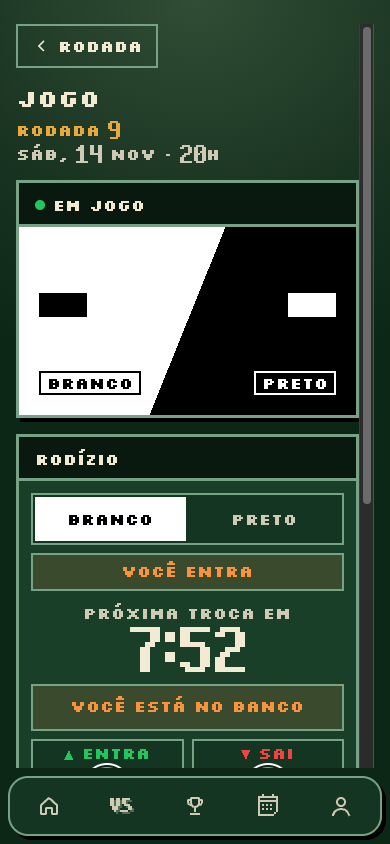 RODADA
JOGO
RODADA 9
SÁB, 14 NOV · 20H
EM JOGO
BRANCO PRETO
RODÍZIO
BRANCO PRETO
VOCÊ ENTRA
PRÓXIMA TROCA EM
7:52
VOCÊ ESTÁ NO BANCO
▲ ENTRA ▼ SAI
VS